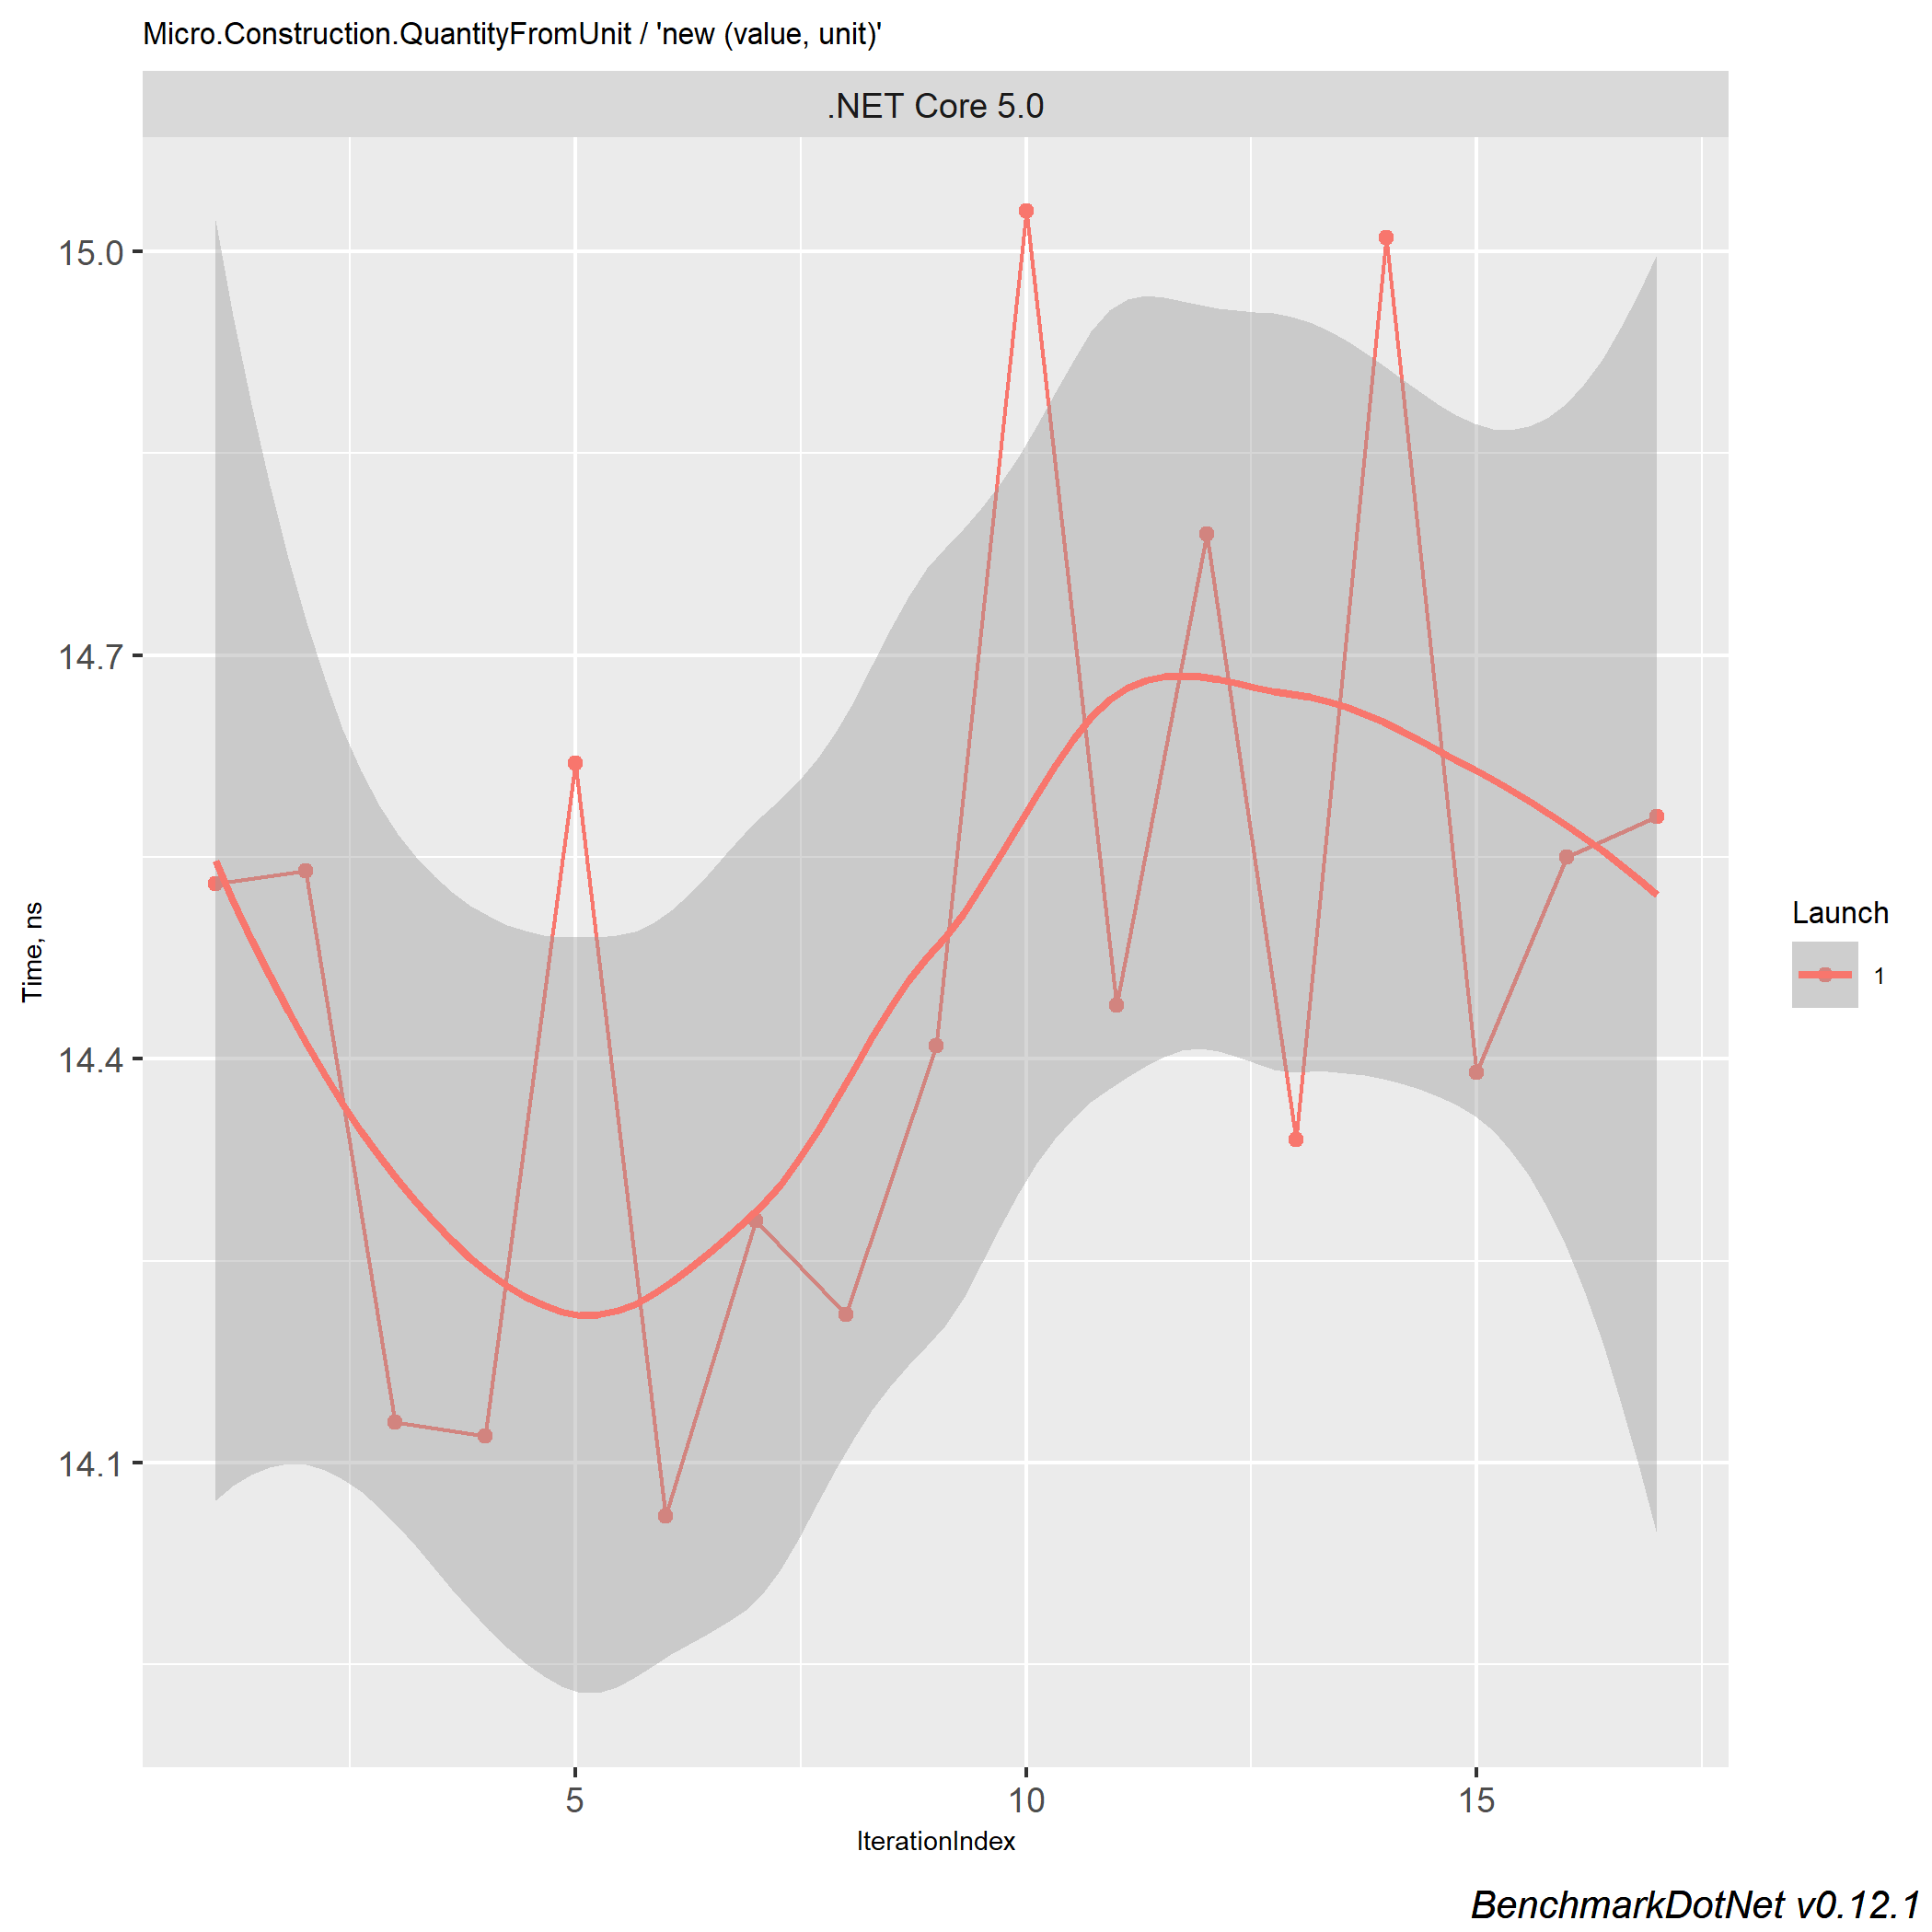 Micro.Construction.QuantityFromUnit / 'new (value, unit)'
.NET Core 5.0
15.0
14.7
14.4
14.1
Time, ns
5
10
15
IterationIndex
Launch
1
BenchmarkDotNet v0.12.1